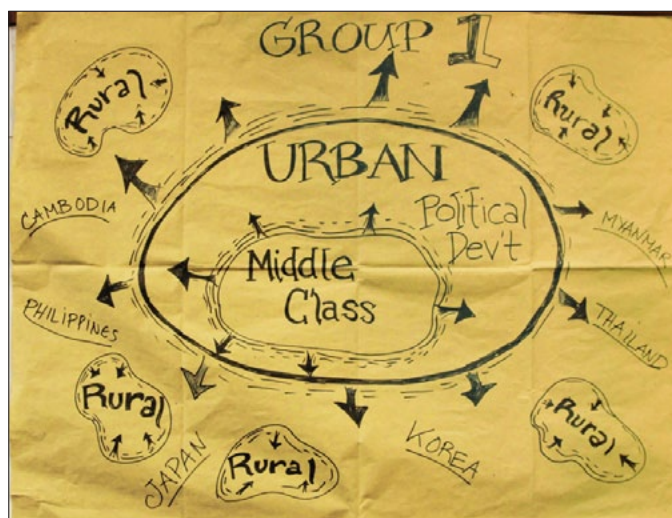 GROUP 1
Rural
Rural
URBAN
Political
Dev't
CAMBODIA
MYANMAR
Middle
Class
PHILIPPINES
THAILAND
Rural
Rural
JAPAN
Rural
KOREA